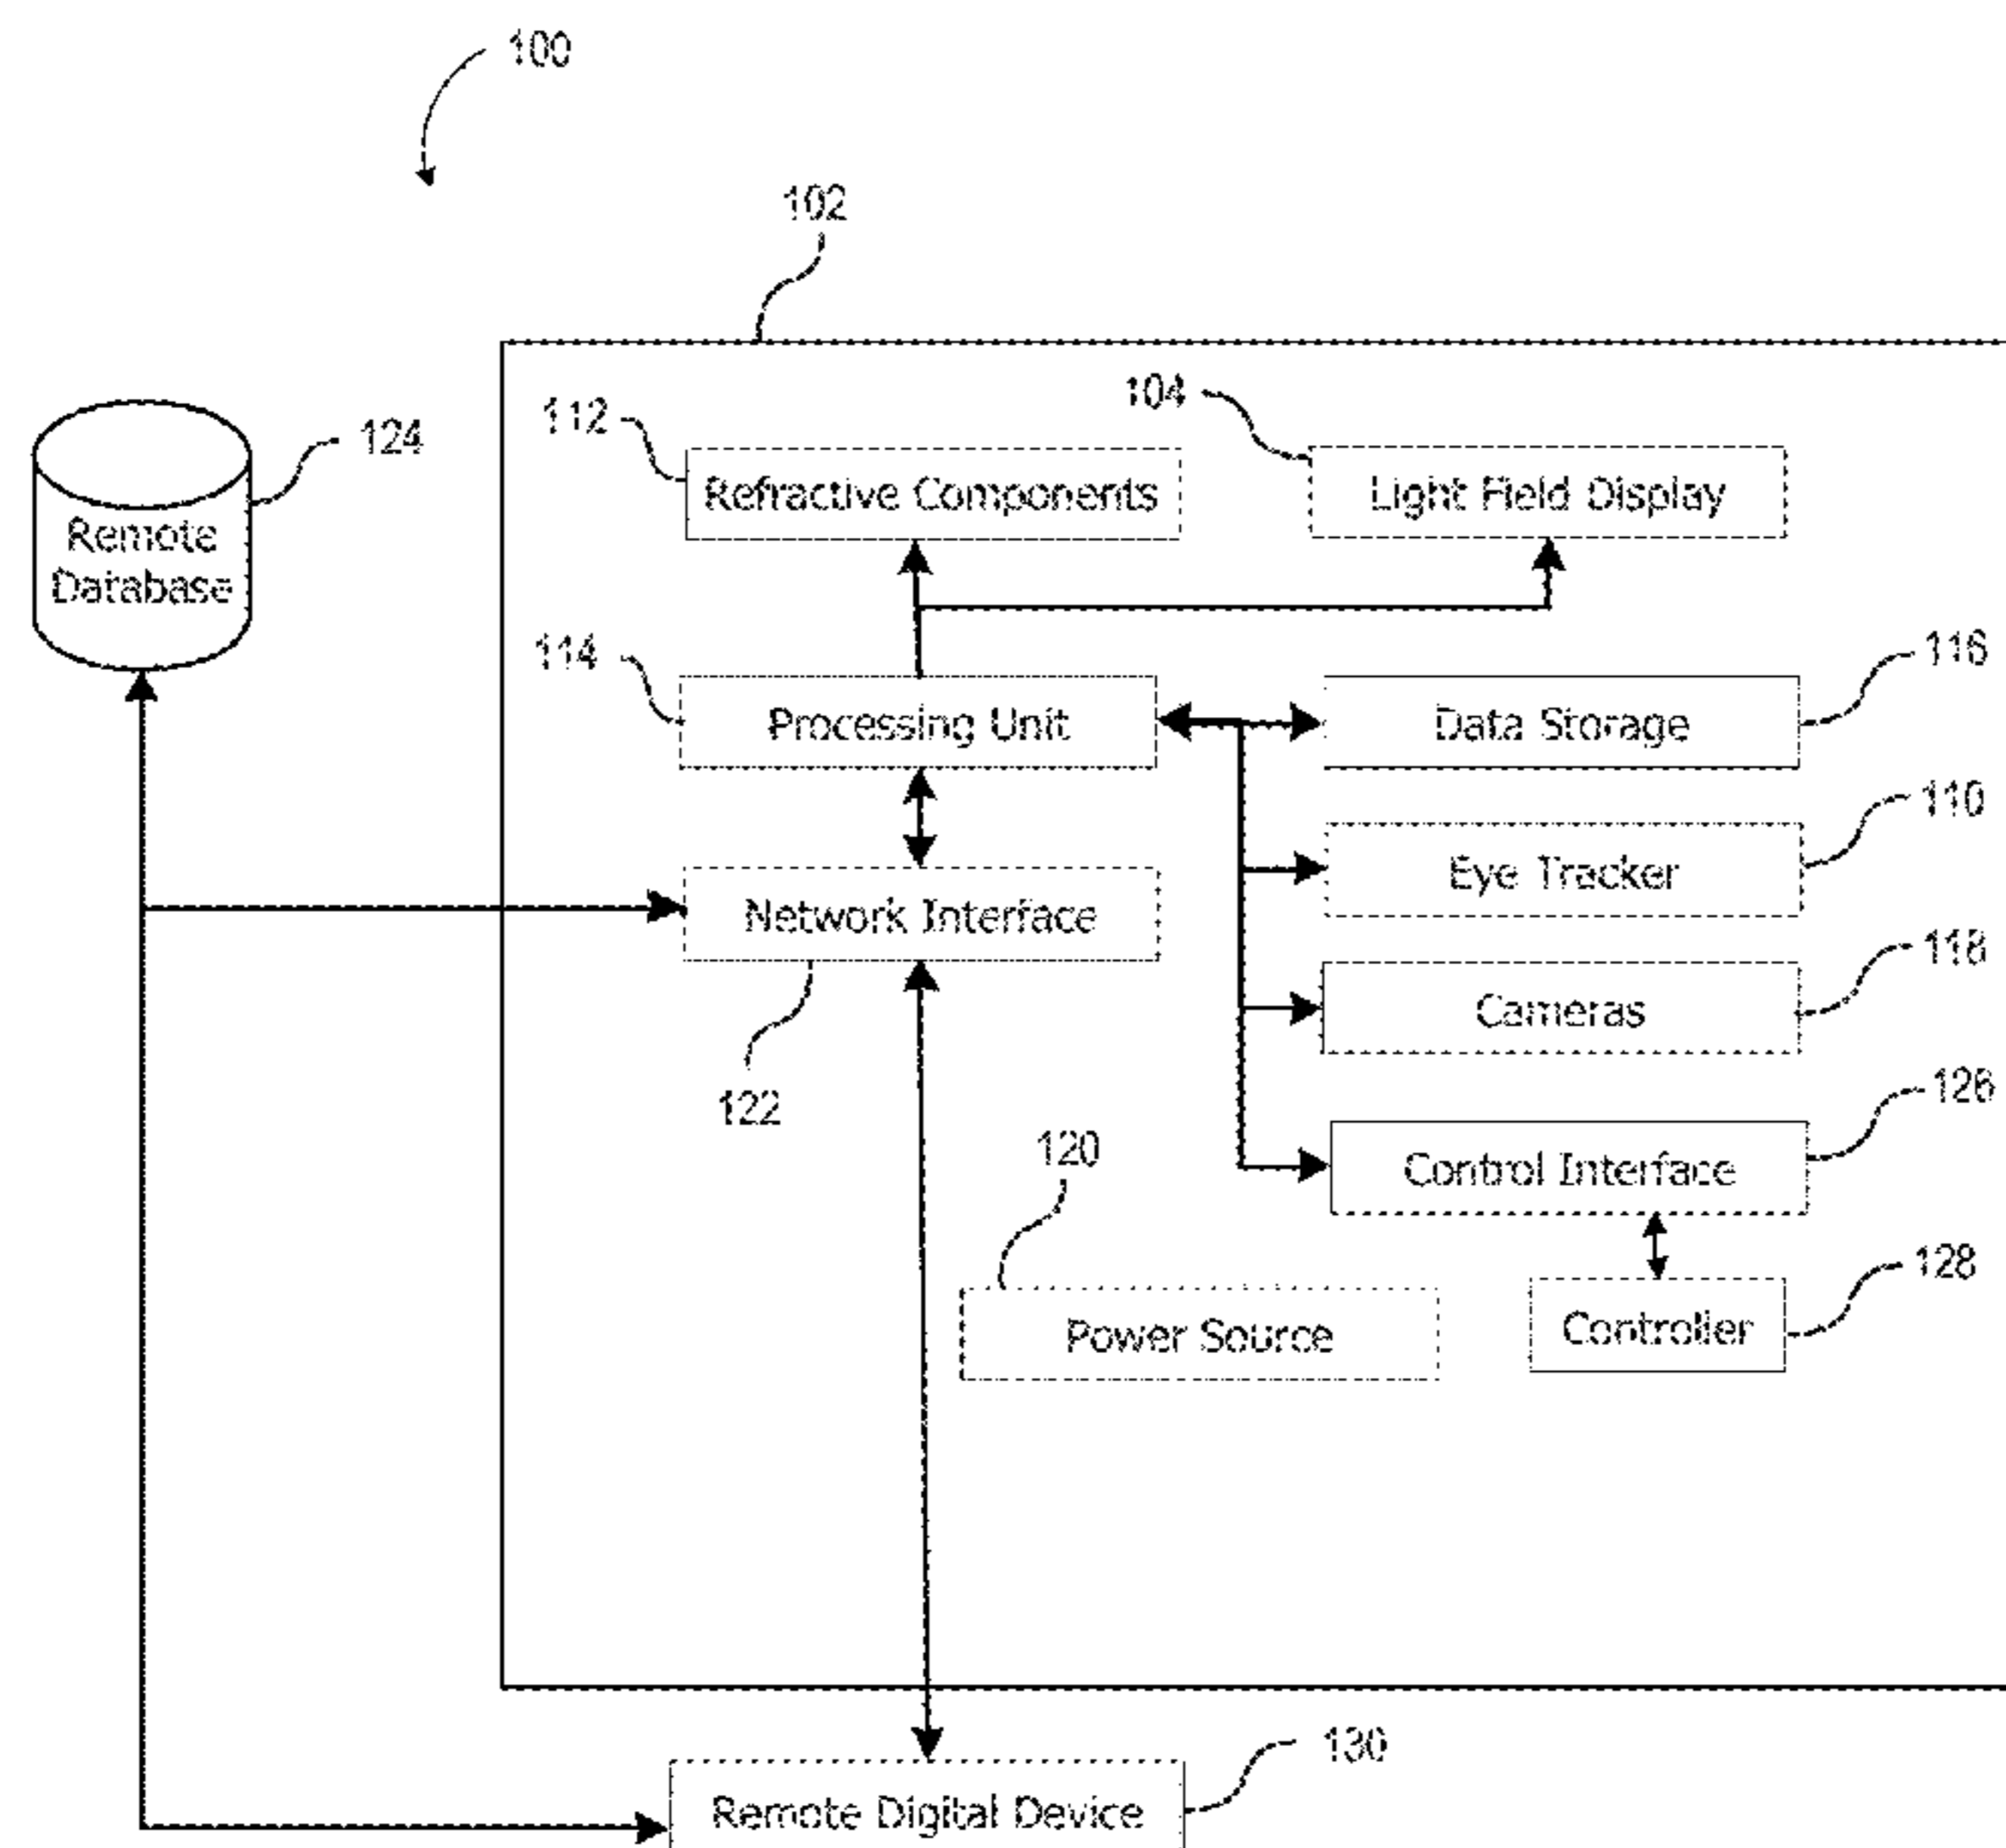 100
102
112
104
124
Refractive Components
Light Field Display
Remote
Database
114
116
Processing Unit
Data Storage
110
Eye Tracker
Network Interface
118
Cameras
122
126
120
Control Interface
128
Power Source
Controller
130
Remote Digital Device